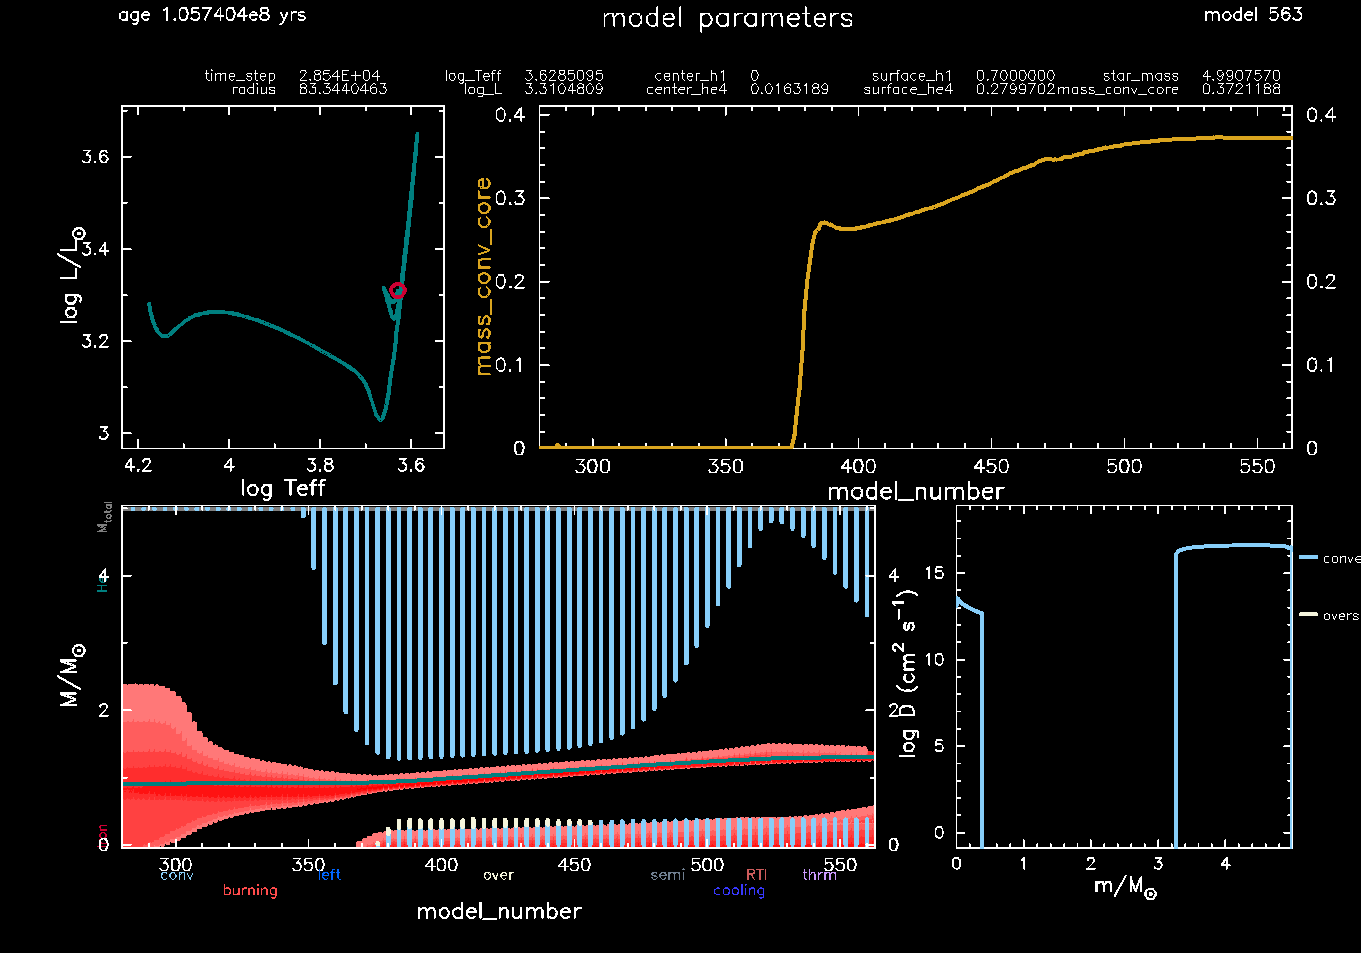 age 1.057404e8 yrs model parameters model 563
time_step 2.854E+04 log_Teff 3.6285095 center_h1 0 surface_h1 0.7000000 star_mass 4.9907570
radius 83.3440463 log_L 3.3104809 center_he4 0.0163189 surface_he4 0.2799702 mass_conv_core 0.3721188
log L/L☉
3.6
3.4
3.2
3
4.2 4 3.8 3.6
log Teff
mass_conv_core
0.4 0.4
0.3 0.3
0.2 0.2
0.1 0.1
0 0
300 350 400 450 500 550
model_number
M/M☉
Mtotal
He
4 4
2 2
0 0
300 350 400 450 500 550
conv left over semi RTI thrm
burning cooling
model_number
log D (cm² s⁻¹)
15
10
5
0
0 1 2 3 4
m/M☉
conve
overs